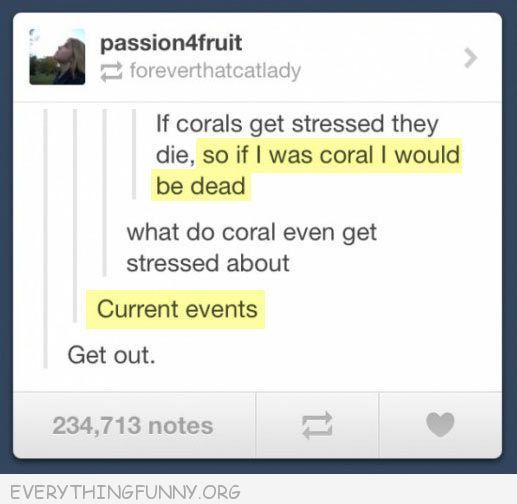 passion4fruit
foreverthatcatlady
If corals get stressed they
die, so if I was coral I would
be dead
what do coral even get
stressed about
Current events
Get out.
234,713 notes
EVERYTHINGFUNNY.ORG